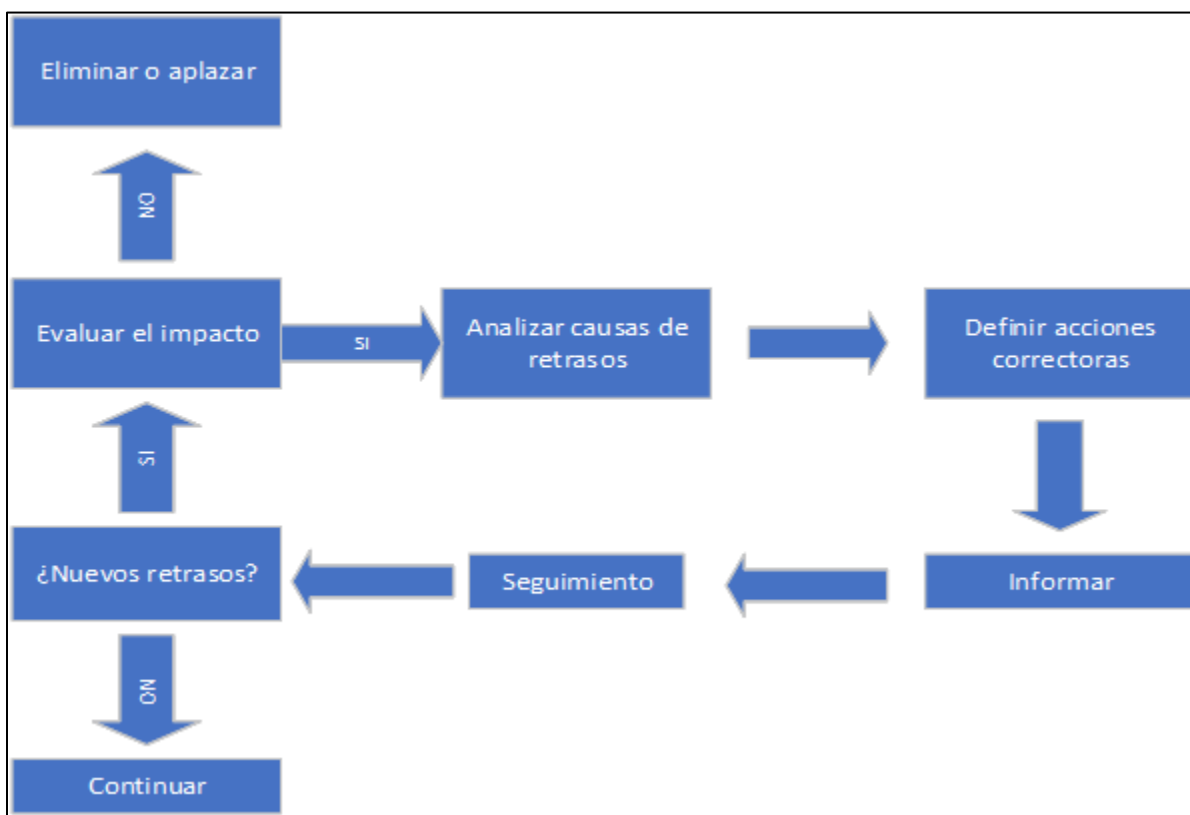 Eliminar o aplazar
NO
Evaluar el impacto
SI
Analizar causas de
retrasos
Definir acciones
correctoras
SI
¿Nuevos retrasos?
Seguimiento
Informar
NO
Continuar